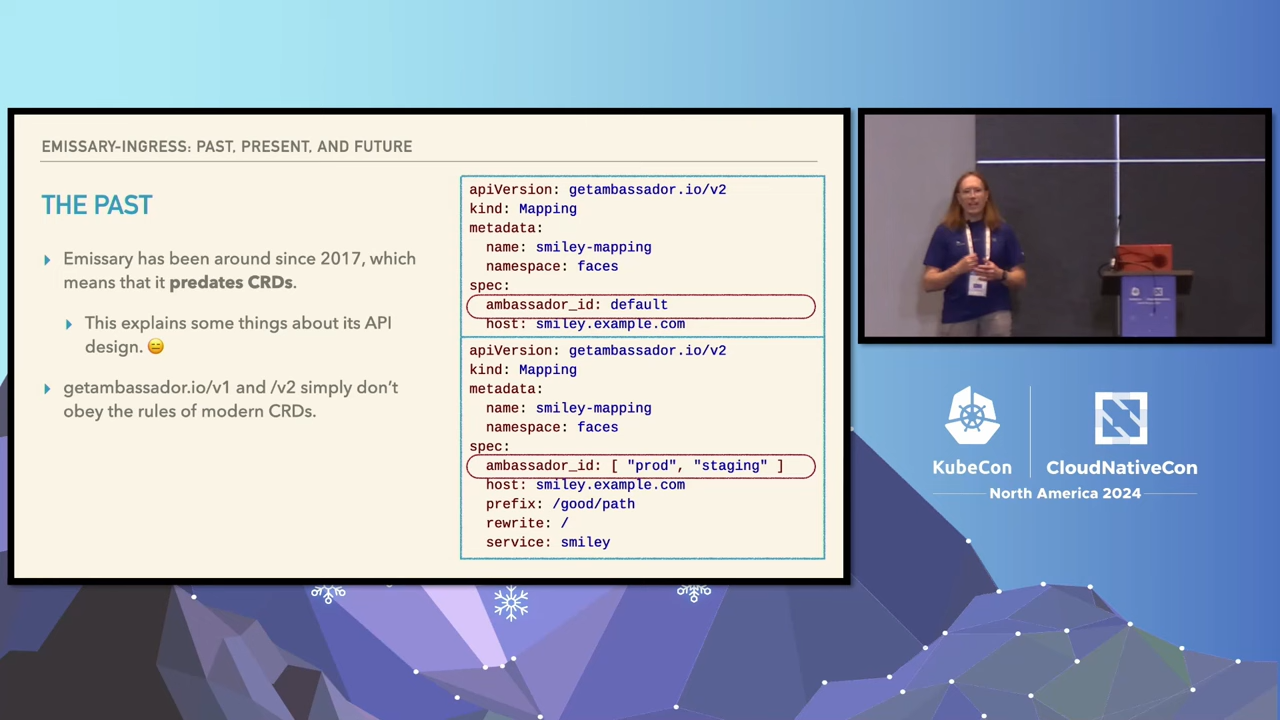 EMISSARY-INGRESS: PAST, PRESENT, AND FUTURE
THE PAST
Emissary has been around since 2017, which
means that it predates CRDs.
This explains some things about its API
design. 😄
getambassador.io/v1 and /v2 simply don’t
obey the rules of modern CRDs.
apiVersion: getambassador.io/v2
kind: Mapping
metadata:
name: smiley-mapping
namespace: faces
spec:
ambassador_id: default
host: smiley.example.com
apiVersion: getambassador.io/v2
kind: Mapping
metadata:
name: smiley-mapping
namespace: faces
spec:
ambassador_id: [ "prod", "staging" ]
host: smiley.example.com
prefix: /good/path
rewrite: /
service: smiley
KubeCon
CloudNativeCon
North America 2024